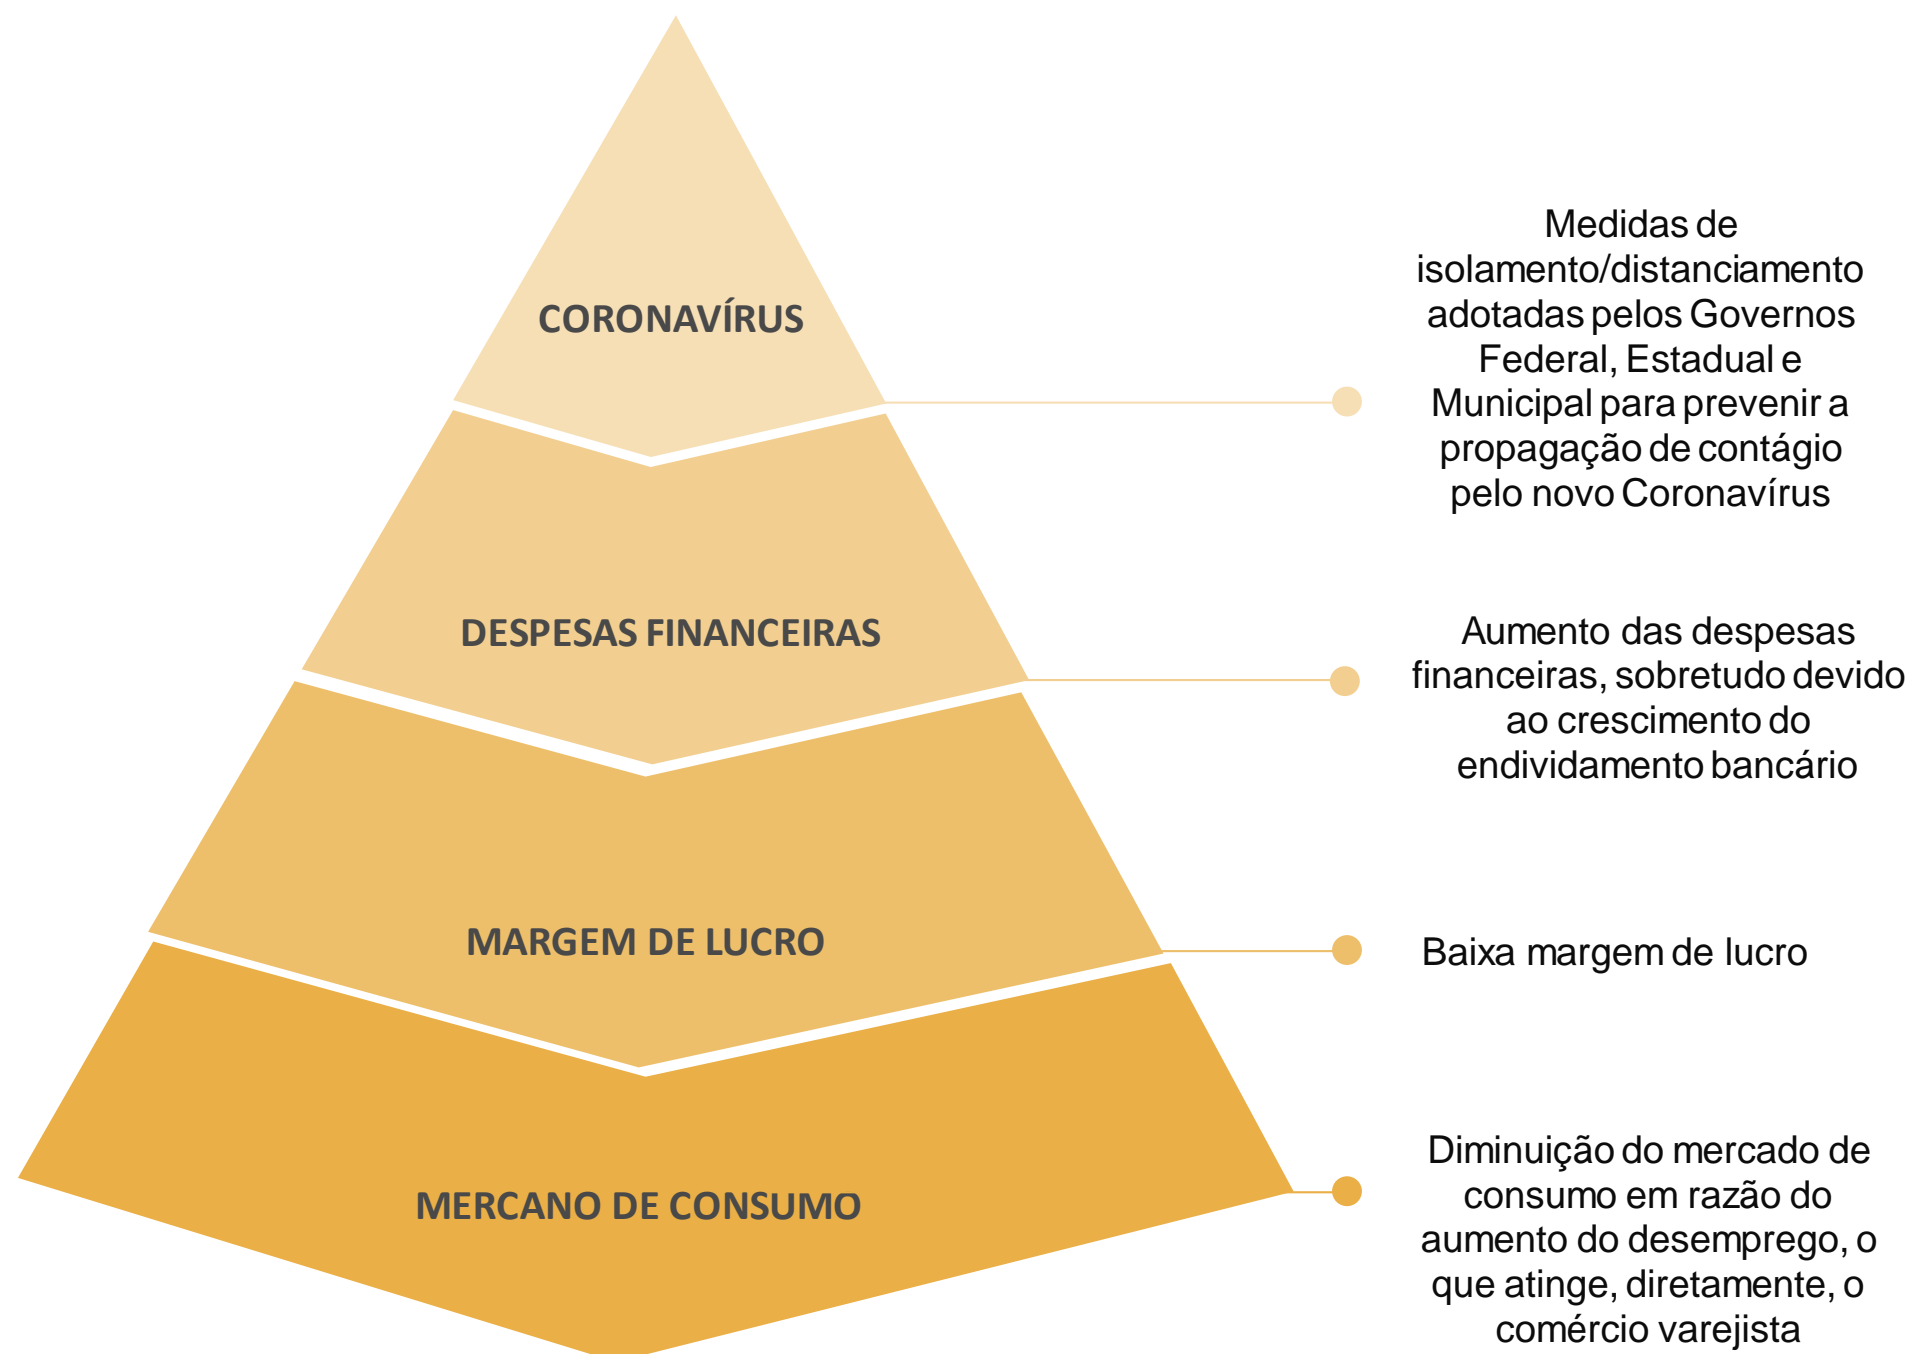 CORONAVÍRUS
Medidas de
isolamento/distanciamento
adotadas pelos Governos
Federal, Estadual e
Municipal para prevenir a
propagação de contágio
pelo novo Coronavírus
DESPESAS FINANCEIRAS
Aumento das despesas
financeiras, sobretudo devido
ao crescimento do
endividamento bancário
MARGEM DE LUCRO
Baixa margem de lucro
MERCANO DE CONSUMO
Diminuição do mercado de
consumo em razão do
aumento do desemprego, o
que atinge, diretamente, o
comércio varejista